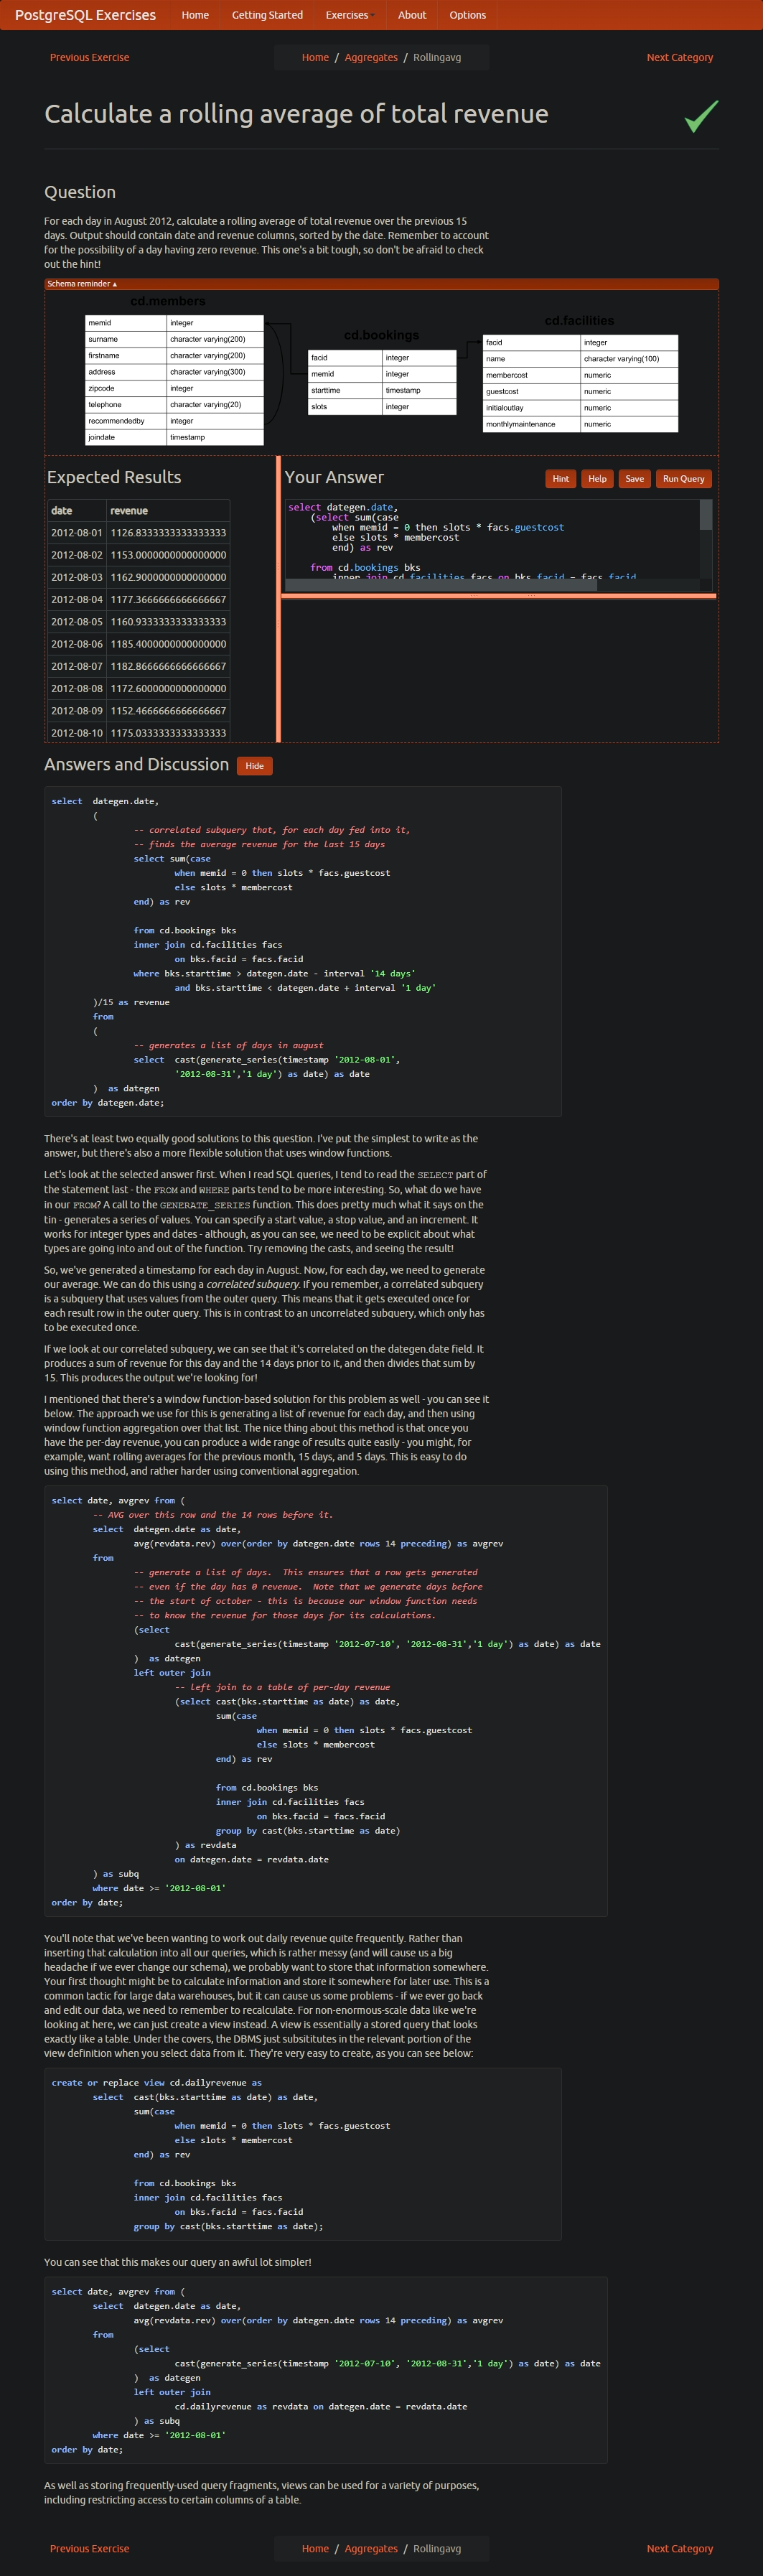 PostgreSQL Exercises Home Getting Started Exercises About Options
Previous Exercise Home / Aggregates / Rollingavg Next Category
Calculate a rolling average of total revenue
Question
For each day in August 2012, calculate a rolling average of total revenue over the previous 15
days. Output should contain date and revenue columns, sorted by the date. Remember to account
for the possibility of a day having zero revenue. This one's a bit tough, so don't be afraid to check
out the hint!
Schema reminder ▲
cd.members
memid integer
surname character varying(200)
firstname character varying(200)
address character varying(300)
zipcode integer
telephone character varying(20)
recommendedby integer
joindate timestamp
cd.bookings
facid integer
memid integer
starttime timestamp
slots integer
cd.facilities
facid integer
name character varying(100)
membercost numeric
guestcost numeric
initialoutlay numeric
monthlymaintenance numeric
Expected Results
date revenue
2012-08-01 1126.8333333333333333
2012-08-02 1153.0000000000000000
2012-08-03 1162.9000000000000000
2012-08-04 1177.3666666666666667
2012-08-05 1160.9333333333333333
2012-08-06 1185.4000000000000000
2012-08-07 1182.8666666666666667
2012-08-08 1172.6000000000000000
2012-08-09 1152.4666666666666667
2012-08-10 1175.0333333333333333
Your Answer Hint Help Save Run Query
select dategen.date,
(select sum(case
when memid = 0 then slots * facs.guestcost
else slots * membercost
end) as rev
from cd.bookings bks
inner join cd.facilities facs on bks.facid = facs.facid
Answers and Discussion Hide
select dategen.date,
(
-- correlated subquery that, for each day fed into it,
-- finds the average revenue for the last 15 days
select sum(case
when memid = 0 then slots * facs.guestcost
else slots * membercost
end) as rev
from cd.bookings bks
inner join cd.facilities facs
on bks.facid = facs.facid
where bks.starttime > dategen.date - interval '14 days'
and bks.starttime < dategen.date + interval '1 day'
)/15 as revenue
from
(
-- generates a list of days in august
select cast(generate_series(timestamp '2012-08-01',
'2012-08-31','1 day') as date) as date
) as dategen
order by dategen.date;
There's at least two equally good solutions to this question. I've put the simplest to write as the
answer, but there's also a more flexible solution that uses window functions.
Let's look at the selected answer first. When I read SQL queries, I tend to read the SELECT part of
the statement last - the FROM and WHERE parts tend to be more interesting. So, what do we have
in our FROM? A call to the GENERATE_SERIES function. This does pretty much what it says on the
tin - generates a series of values. You can specify a start value, a stop value, and an increment. It
works for integer types and dates - although, as you can see, we need to be explicit about what
types are going into and out of the function. Try removing the casts, and seeing the result!
So, we've generated a timestamp for each day in August. Now, for each day, we need to generate
our average. We can do this using a correlated subquery. If you remember, a correlated subquery
is a subquery that uses values from the outer query. This means that it gets executed once for
each result row in the outer query. This is in contrast to an uncorrelated subquery, which only has
to be executed once.
If we look at our correlated subquery, we can see that it's correlated on the dategen.date field. It
produces a sum of revenue for this day and the 14 days prior to it, and then divides that sum by
15. This produces the output we're looking for!
I mentioned that there's a window function-based solution for this problem as well - you can see it
below. The approach we use for this is generating a list of revenue for each day, and then using
window function aggregation over that list. The nice thing about this method is that once you
have the per-day revenue, you can produce a wide range of results quite easily - you might, for
example, want rolling averages for the previous month, 15 days, and 5 days. This is easy to do
using this method, and rather harder using conventional aggregation.
select date, avgrev from (
-- AVG over this row and the 14 rows before it.
select dategen.date as date,
avg(revdata.rev) over(order by dategen.date rows 14 preceding) as avgrev
from
-- generate a list of days. This ensures that a row gets generated
-- even if the day has 0 revenue. Note that we generate days before
-- the start of october - this is because our window function needs
-- to know the revenue for those days for its calculations.
(select
cast(generate_series(timestamp '2012-07-10', '2012-08-31','1 day') as date) as date
) as dategen
left outer join
-- left join to a table of per-day revenue
(select cast(bks.starttime as date) as date,
sum(case
when memid = 0 then slots * facs.guestcost
else slots * membercost
end) as rev
from cd.bookings bks
inner join cd.facilities facs
on bks.facid = facs.facid
group by cast(bks.starttime as date)
) as revdata
on dategen.date = revdata.date
) as subq
where date >= '2012-08-01'
order by date;
You'll note that we've been wanting to work out daily revenue quite frequently. Rather than
inserting that calculation into all our queries, which is rather messy (and will cause us a big
headache if we ever change our schema), we probably want to store that information somewhere.
Your first thought might be to calculate information and store it somewhere for later use. This is a
common tactic for large data warehouses, but it can cause us some problems - if we ever go back
and edit our data, we need to remember to recalculate. For non-enormous-scale data like we're
looking at here, we can just create a view instead. A view is essentially a stored query that looks
exactly like a table. Under the covers, the DBMS just subsititutes in the relevant portion of the
view definition when you select data from it. They're very easy to create, as you can see below:
create or replace view cd.dailyrevenue as
select cast(bks.starttime as date) as date,
sum(case
when memid = 0 then slots * facs.guestcost
else slots * membercost
end) as rev
from cd.bookings bks
inner join cd.facilities facs
on bks.facid = facs.facid
group by cast(bks.starttime as date);
You can see that this makes our query an awful lot simpler!
select date, avgrev from (
select dategen.date as date,
avg(revdata.rev) over(order by dategen.date rows 14 preceding) as avgrev
from
(select
cast(generate_series(timestamp '2012-07-10', '2012-08-31','1 day') as date) as date
) as dategen
left outer join
cd.dailyrevenue as revdata on dategen.date = revdata.date
) as subq
where date >= '2012-08-01'
order by date;
As well as storing frequently-used query fragments, views can be used for a variety of purposes,
including restricting access to certain columns of a table.
Previous Exercise Home / Aggregates / Rollingavg Next Category